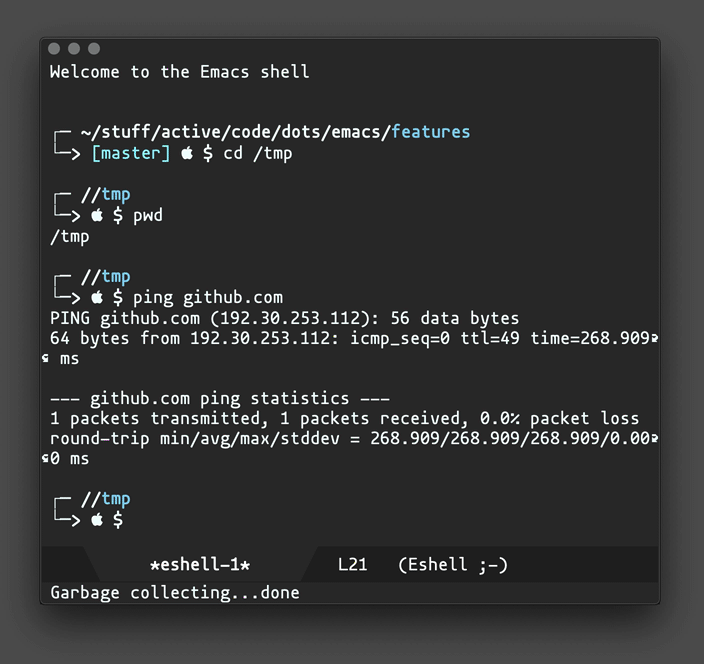 Welcome to the Emacs shell
┌─ ~/stuff/active/code/dots/emacs/features
└─> [master]  $ cd /tmp
┌─ //tmp
└─>  $ pwd
/tmp
┌─ //tmp
└─>  $ ping github.com
PING github.com (192.30.253.112): 56 data bytes
64 bytes from 192.30.253.112: icmp_seq=0 ttl=49 time=268.909
ms
--- github.com ping statistics ---
1 packets transmitted, 1 packets received, 0.0% packet loss
round-trip min/avg/max/stddev = 268.909/268.909/268.909/0.00
0 ms
┌─ //tmp
└─>  $
*eshell-1* L21 (Eshell ;-)
Garbage collecting...done